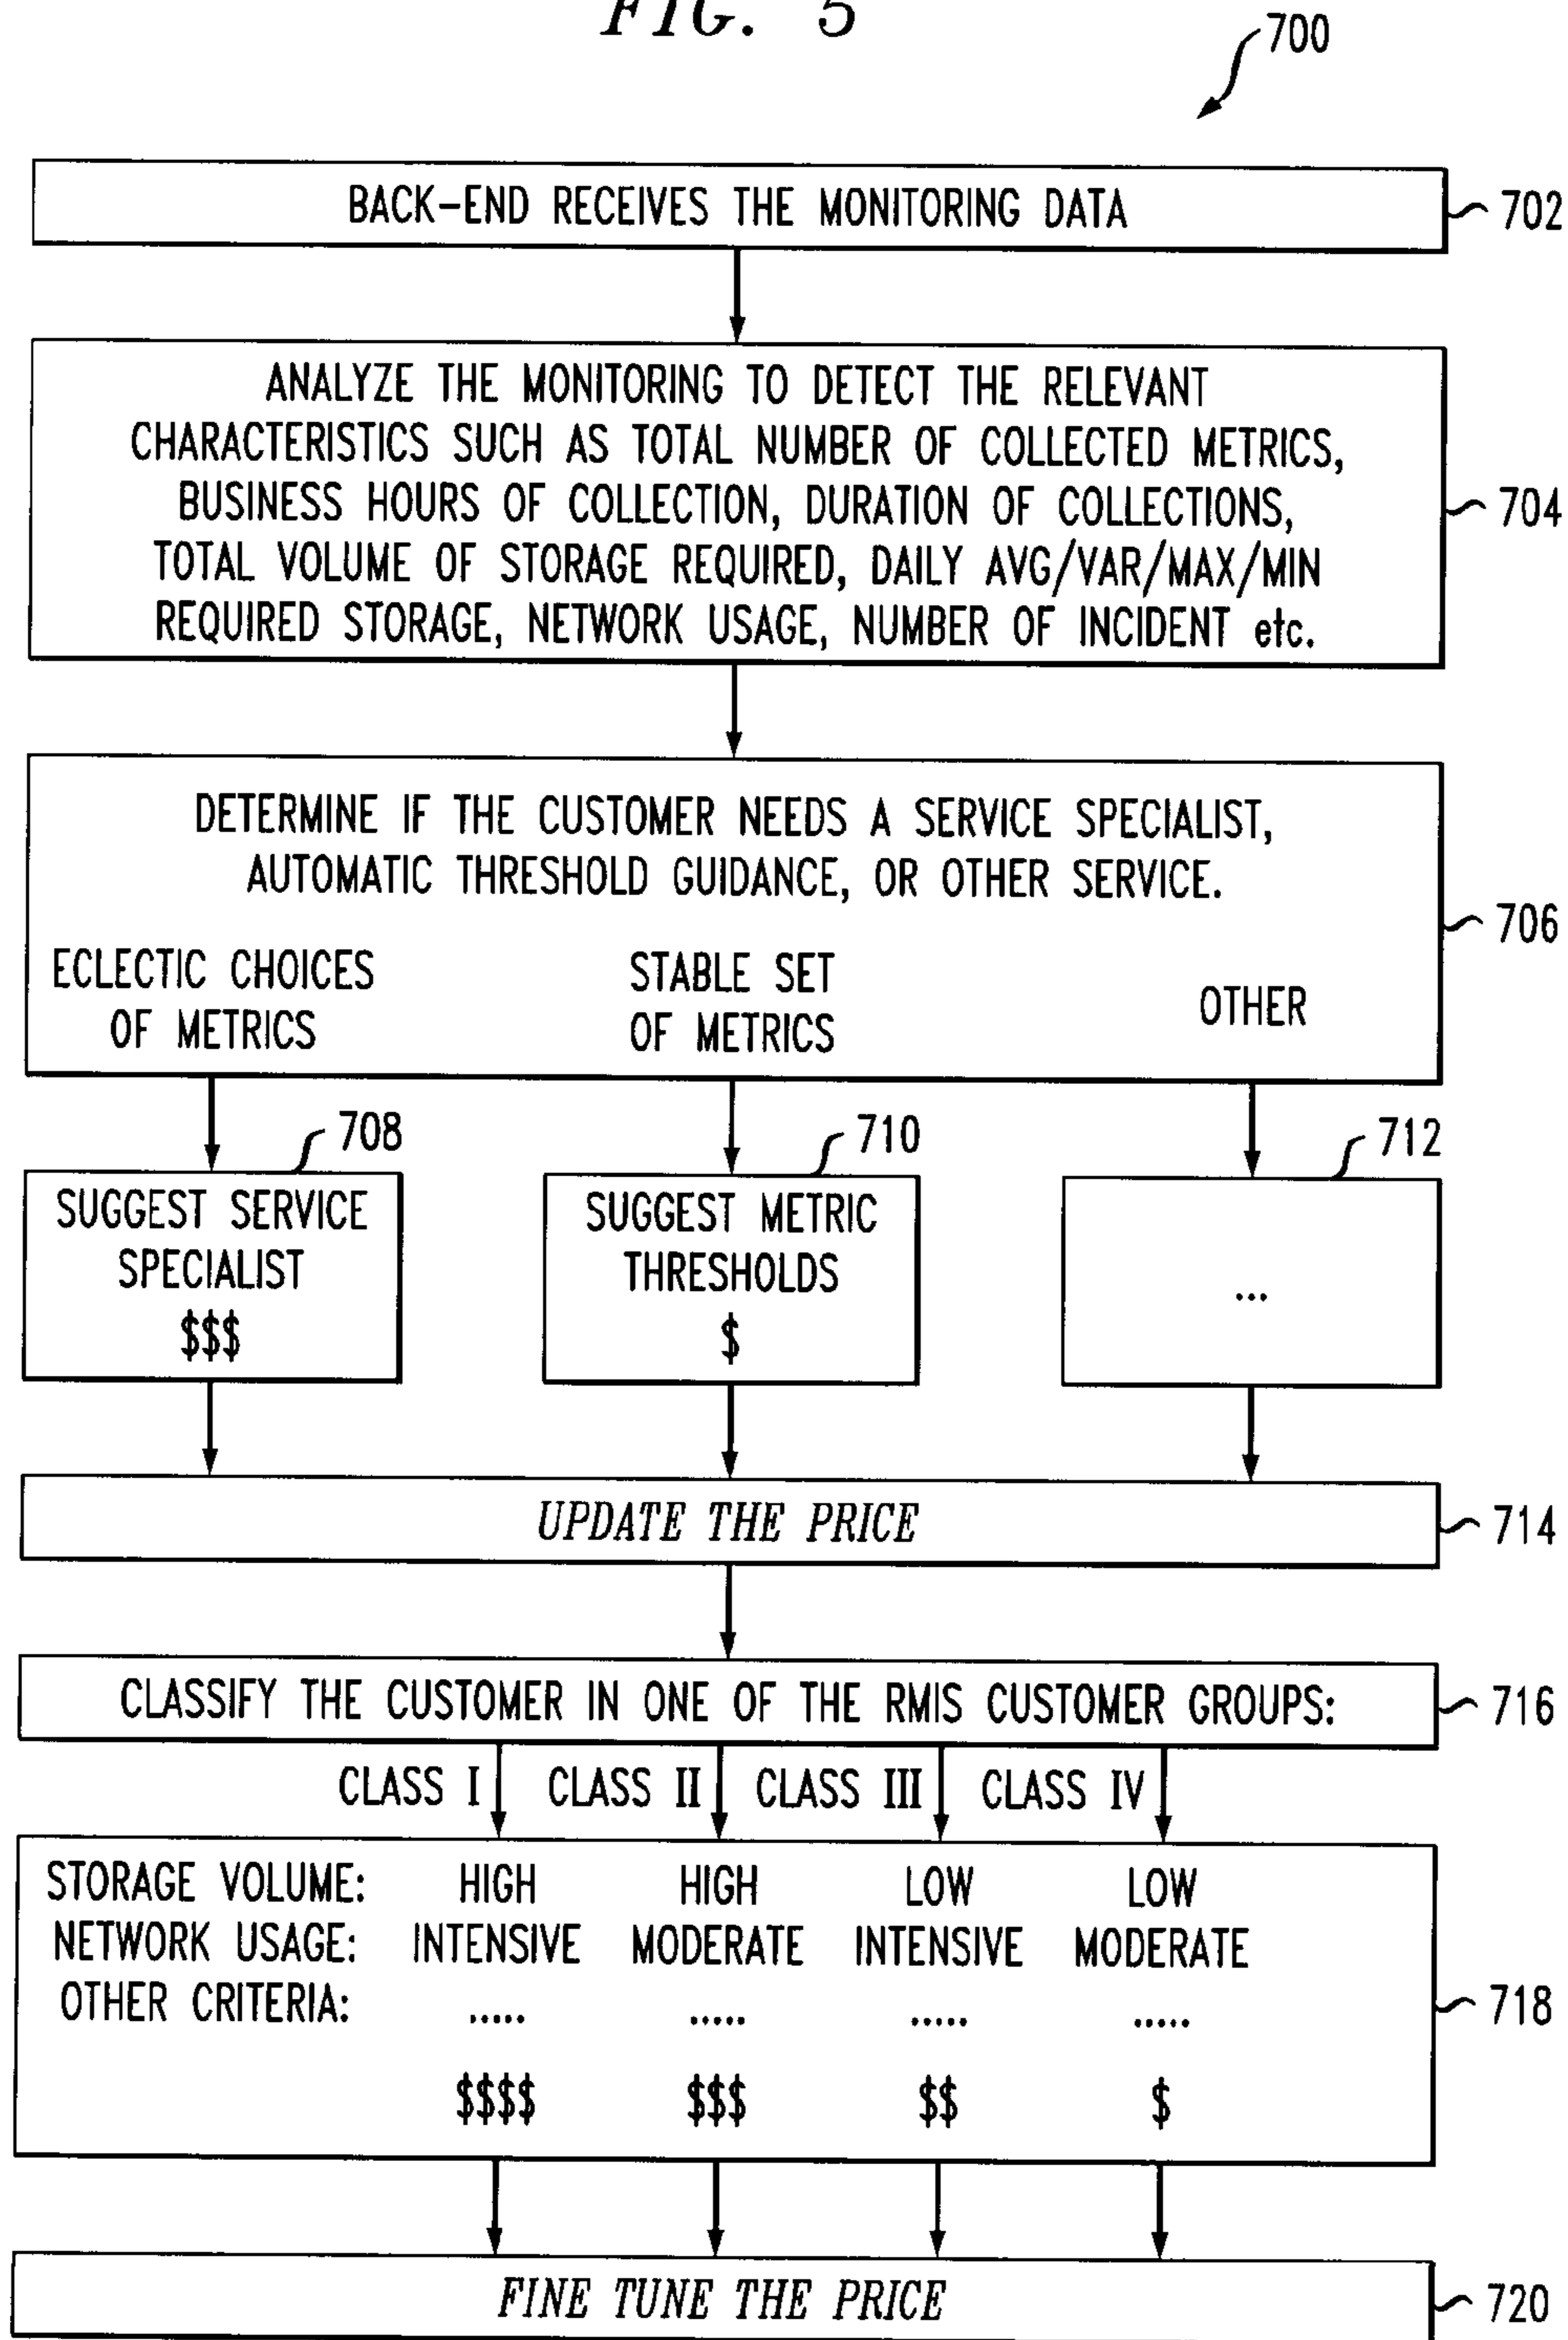 FIG. 5
700
BACK-END RECEIVES THE MONITORING DATA
702
ANALYZE THE MONITORING TO DETECT THE RELEVANT
CHARACTERISTICS SUCH AS TOTAL NUMBER OF COLLECTED METRICS,
BUSINESS HOURS OF COLLECTION, DURATION OF COLLECTIONS,
TOTAL VOLUME OF STORAGE REQUIRED, DAILY AVG/VAR/MAX/MIN
REQUIRED STORAGE, NETWORK USAGE, NUMBER OF INCIDENT etc.
704
DETERMINE IF THE CUSTOMER NEEDS A SERVICE SPECIALIST,
AUTOMATIC THRESHOLD GUIDANCE, OR OTHER SERVICE.
706
ECLECTIC CHOICES
OF METRICS
STABLE SET
OF METRICS
OTHER
708
SUGGEST SERVICE
SPECIALIST
$$$
710
SUGGEST METRIC
THRESHOLDS
$
712
...
UPDATE THE PRICE
714
CLASSIFY THE CUSTOMER IN ONE OF THE RMIS CUSTOMER GROUPS:
716
CLASS I CLASS II CLASS III CLASS IV
STORAGE VOLUME: HIGH HIGH LOW LOW
NETWORK USAGE: INTENSIVE MODERATE INTENSIVE MODERATE
OTHER CRITERIA: ..... ..... ..... .....
$$$$ $$$ $$ $
718
FINE TUNE THE PRICE
720